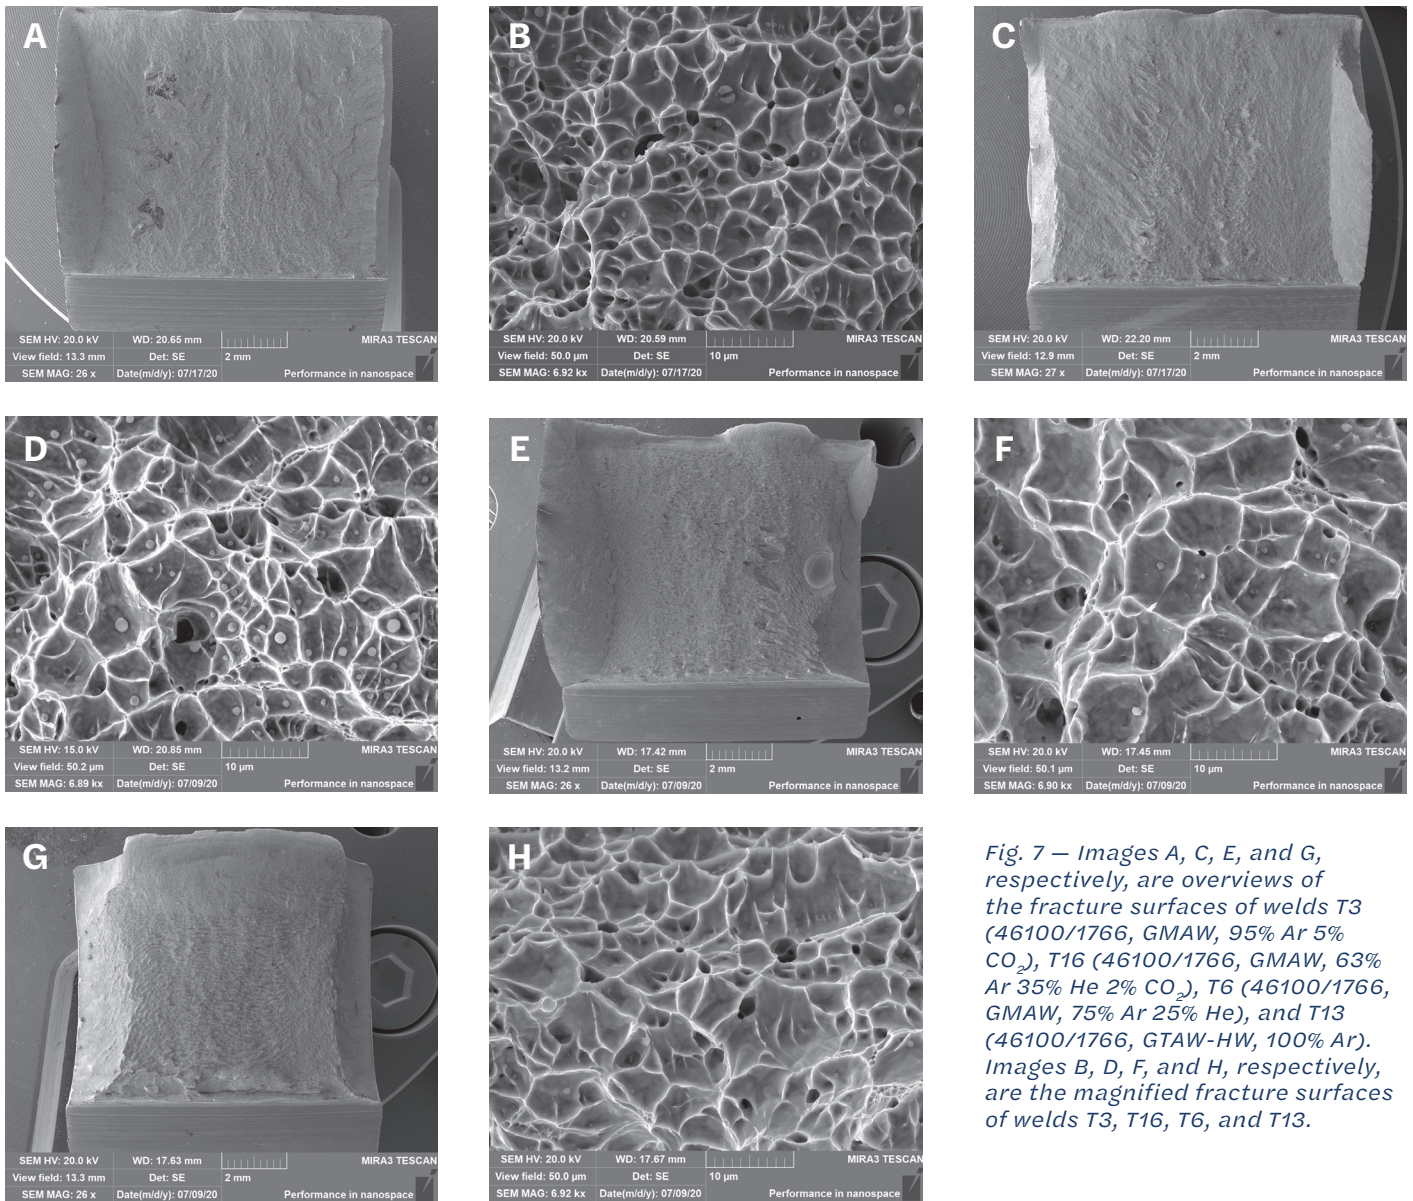 A
SEM HV: 20.0 kV WD: 20.65 mm MIRA3 TESCAN
View field: 13.3 mm Det: SE 2 mm
SEM MAG: 26 x Date(m/d/y): 07/17/20 Performance in nanospace
B
SEM HV: 20.0 kV WD: 20.59 mm MIRA3 TESCAN
View field: 50.0 µm Det: SE 10 µm
SEM MAG: 6.92 kx Date(m/d/y): 07/17/20 Performance in nanospace
C
SEM HV: 20.0 kV WD: 22.20 mm MIRA3 TESCAN
View field: 12.9 mm Det: SE 2 mm
SEM MAG: 27 x Date(m/d/y): 07/17/20 Performance in nanospace
D
SEM HV: 15.0 kV WD: 20.85 mm MIRA3 TESCAN
View field: 50.2 µm Det: SE 10 µm
SEM MAG: 6.89 kx Date(m/d/y): 07/09/20 Performance in nanospace
E
SEM HV: 20.0 kV WD: 17.42 mm MIRA3 TESCAN
View field: 13.2 mm Det: SE 2 mm
SEM MAG: 26 x Date(m/d/y): 07/09/20 Performance in nanospace
F
SEM HV: 20.0 kV WD: 17.45 mm MIRA3 TESCAN
View field: 50.1 µm Det: SE 10 µm
SEM MAG: 6.90 kx Date(m/d/y): 07/09/20 Performance in nanospace
G
SEM HV: 20.0 kV WD: 17.63 mm MIRA3 TESCAN
View field: 13.3 mm Det: SE 2 mm
SEM MAG: 26 x Date(m/d/y): 07/09/20 Performance in nanospace
H
SEM HV: 20.0 kV WD: 17.67 mm MIRA3 TESCAN
View field: 50.0 µm Det: SE 10 µm
SEM MAG: 6.92 kx Date(m/d/y): 07/09/20 Performance in nanospace
Fig. 7 — Images A, C, E, and G,
respectively, are overviews of
the fracture surfaces of welds T3
(46100/1766, GMAW, 95% Ar 5%
CO₂), T16 (46100/1766, GMAW, 63%
Ar 35% He 2% CO₂), T6 (46100/1766,
GMAW, 75% Ar 25% He), and T13
(46100/1766, GTAW-HW, 100% Ar).
Images B, D, F, and H, respectively,
are the magnified fracture surfaces
of welds T3, T16, T6, and T13.